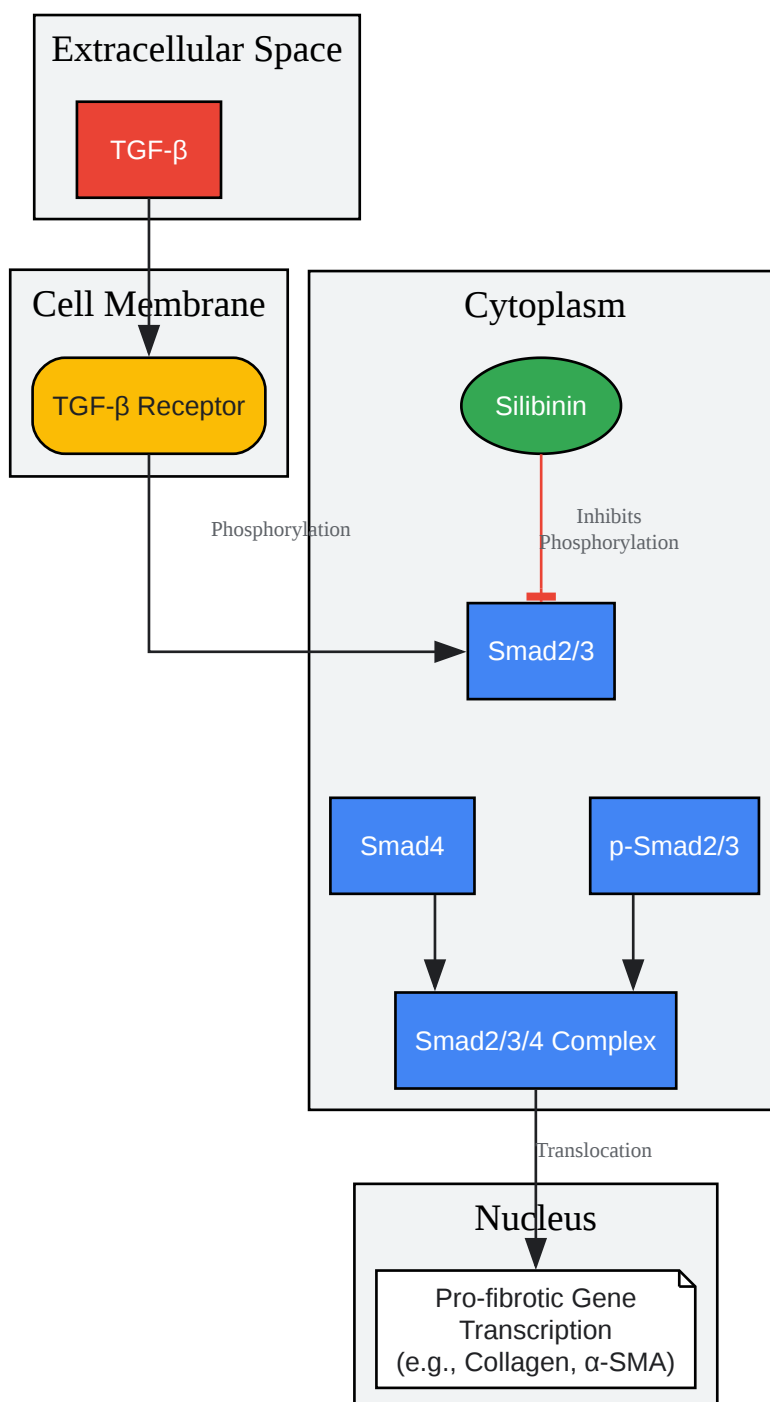 Extracellular Space
TGF-β
Cell Membrane
TGF-β Receptor
Cytoplasm
Silibinin
Phosphorylation
Inhibits
Phosphorylation
Smad2/3
Smad4
p-Smad2/3
Smad2/3/4 Complex
Translocation
Nucleus
Pro-fibrotic Gene
Transcription
(e.g., Collagen, α-SMA)